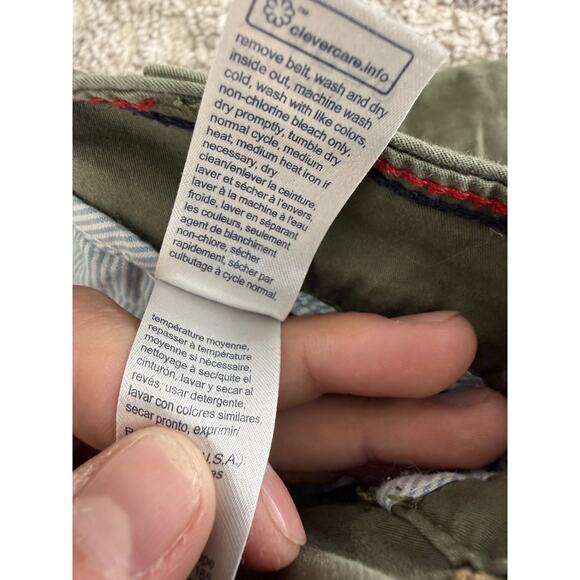 ™
clevercare.info
remove belt, wash and dry
inside out, machine wash
cold, wash with like colors,
non-chlorine bleach only,
dry promptly, tumble dry
normal cycle, medium
heat, medium heat iron if
necessary, dry
clean/enlever la ceinture,
laver et sécher à l'envers,
laver à la machine à l'eau
froide, laver en séparant
les couleurs, seulement
agent de blanchiment
non-chlore, sécher
rapidement, sécher par
culbutage à cycle normal,
température moyenne,
repasser à température
moyenne si nécessaire,
nettoyage à sec/quite el
cinturón, lavar y secar al
revés, usar detergente,
lavar con colores similares,
secar pronto, exprimir/
U.S.A.)